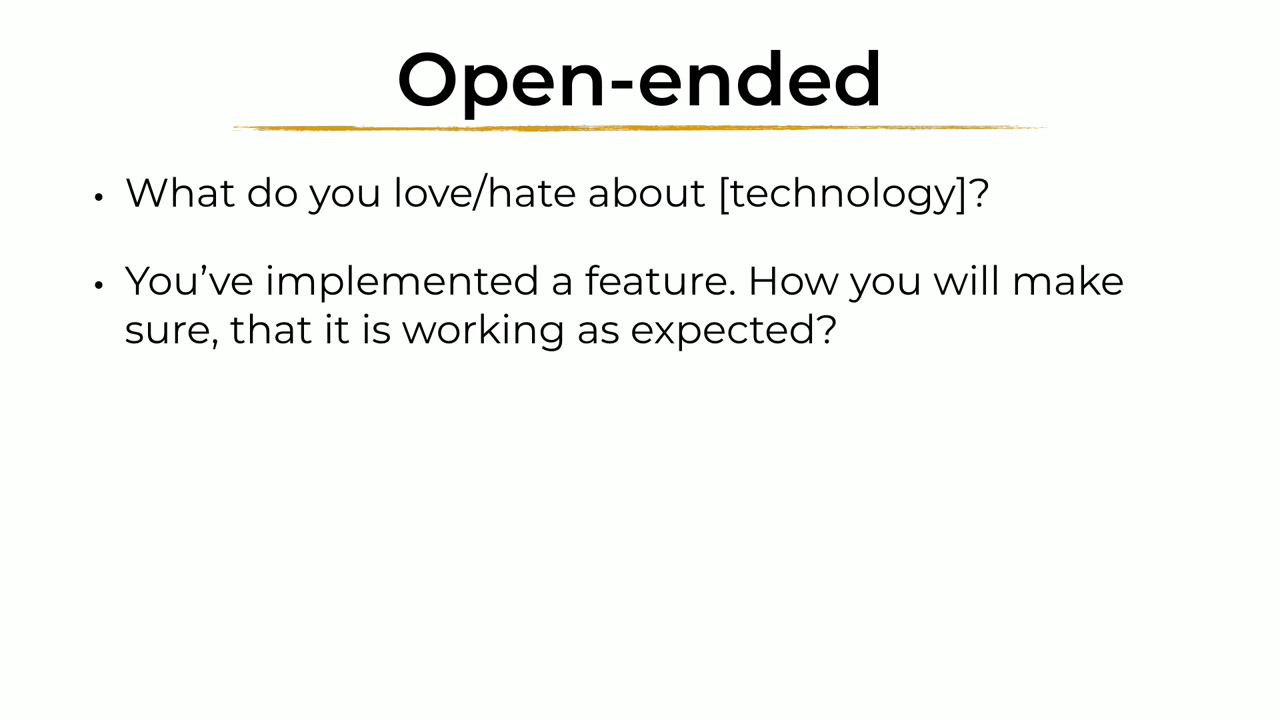 Open-ended
• What do you love/hate about [technology]?
• You’ve implemented a feature. How you will make
sure, that it is working as expected?